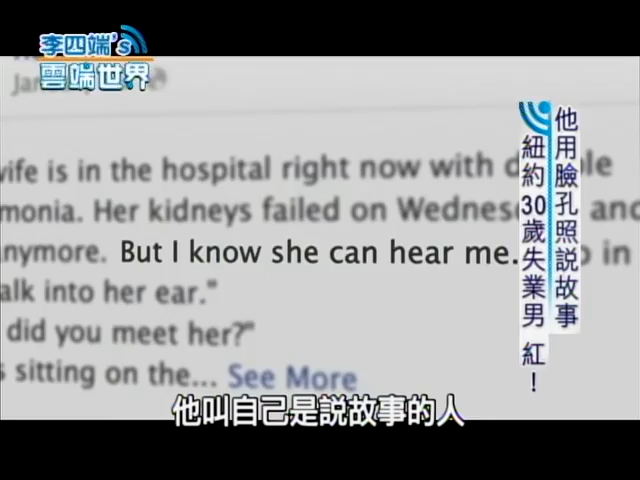 李四端's
雲端世界
wife is in the hospital right now with
monia. Her kidneys failed on and
anymore. But I know she can hear me. in
alk into her ear."
did you meet her?"
s sitting on the... See More
他用臉孔照說故事
紐約30歲失業男 紅！
他叫自己是說故事的人